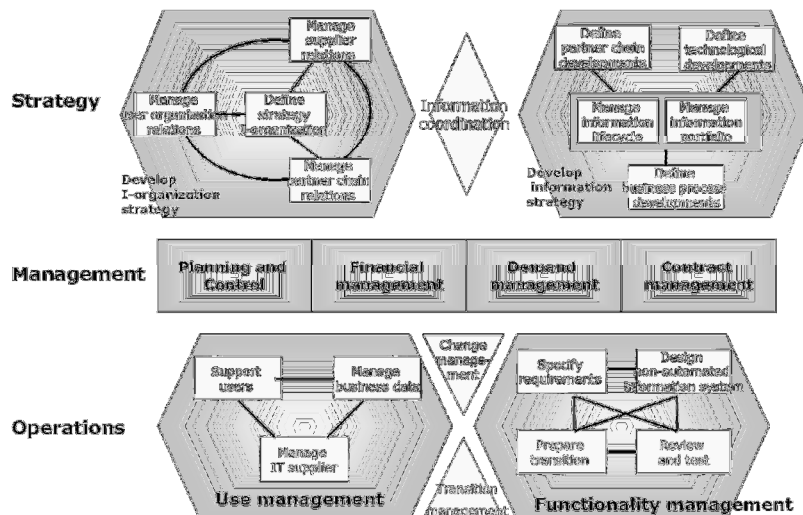 Strategy
Manage
supplier
relations
Manage
user organisation
relations
Define
strategy
I-organization
Manage
partner chain
relations
Develop
I-organization
strategy
Information
coordination
Define
partner chain
developments
Define
technological
developments
Manage
information
lifecycle
Manage
information
portfolio
Define
business process
developments
Develop
information
strategy
Management
Planning and
Control
Financial
management
Demand
management
Contract
management
Operations
Support
users
Manage
business data
Manage
IT supplier
Use management
Change
manage-
ment
Transition
management
Specify
requirements
Design
non-automated
information system
Prepare
transition
Review
and test
Functionality management